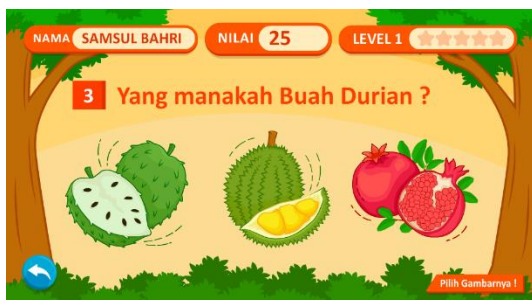 NAMA SAMSUL BAHRI NILAI 25 LEVEL 1
3 Yang manakah Buah Durian ?
Pilih Gambarnya !